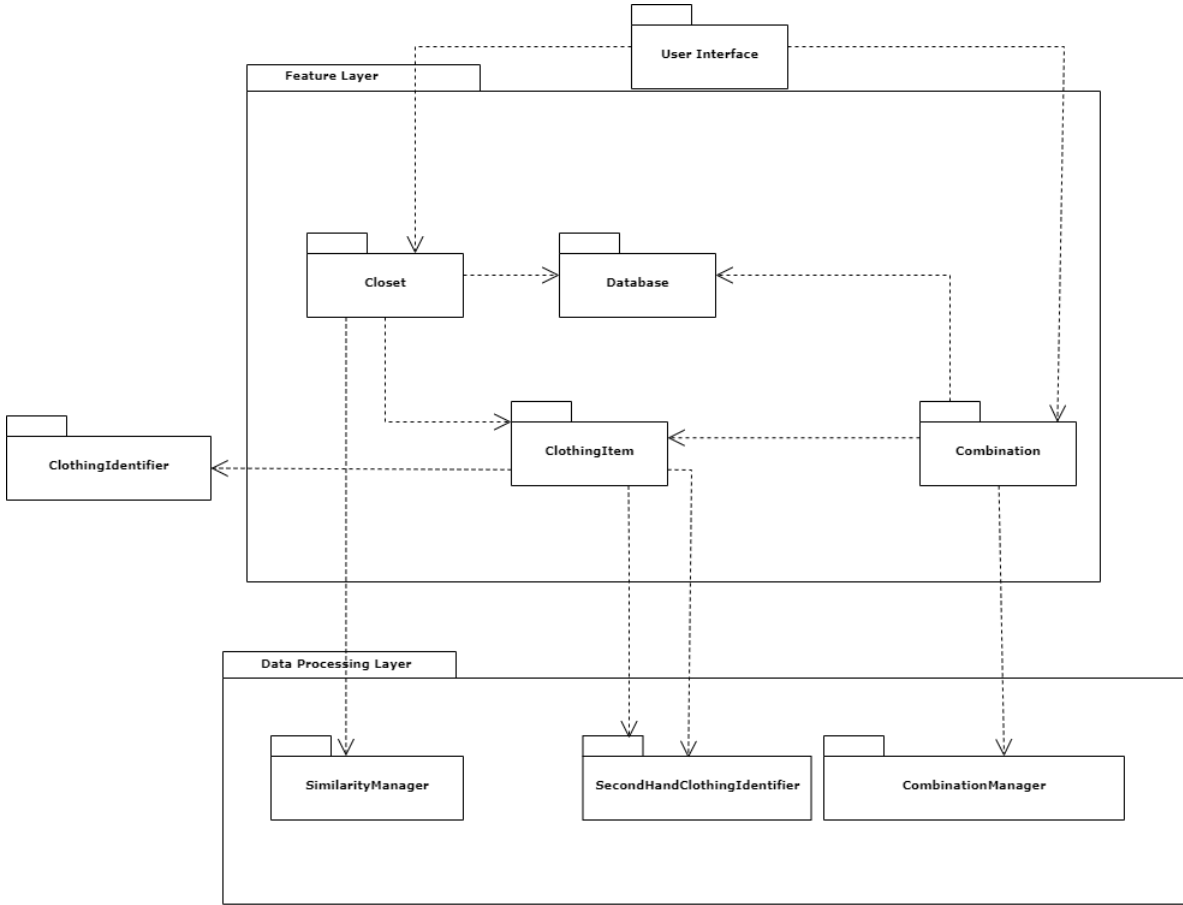 User Interface
Feature Layer
Closet
Database
ClothingIdentifier
ClothingItem
Combination
Data Processing Layer
SimilarityManager
SecondHandClothingIdentifier
CombinationManager